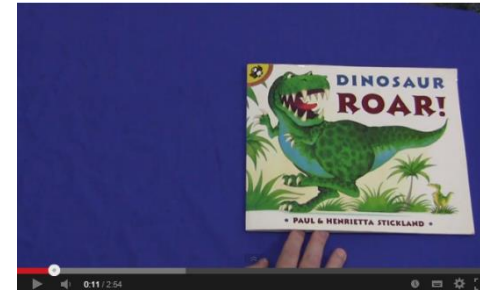 DINOSAUR
ROAR!
• PAUL & HENRIETTA STICKLAND •
0:11 / 2:54